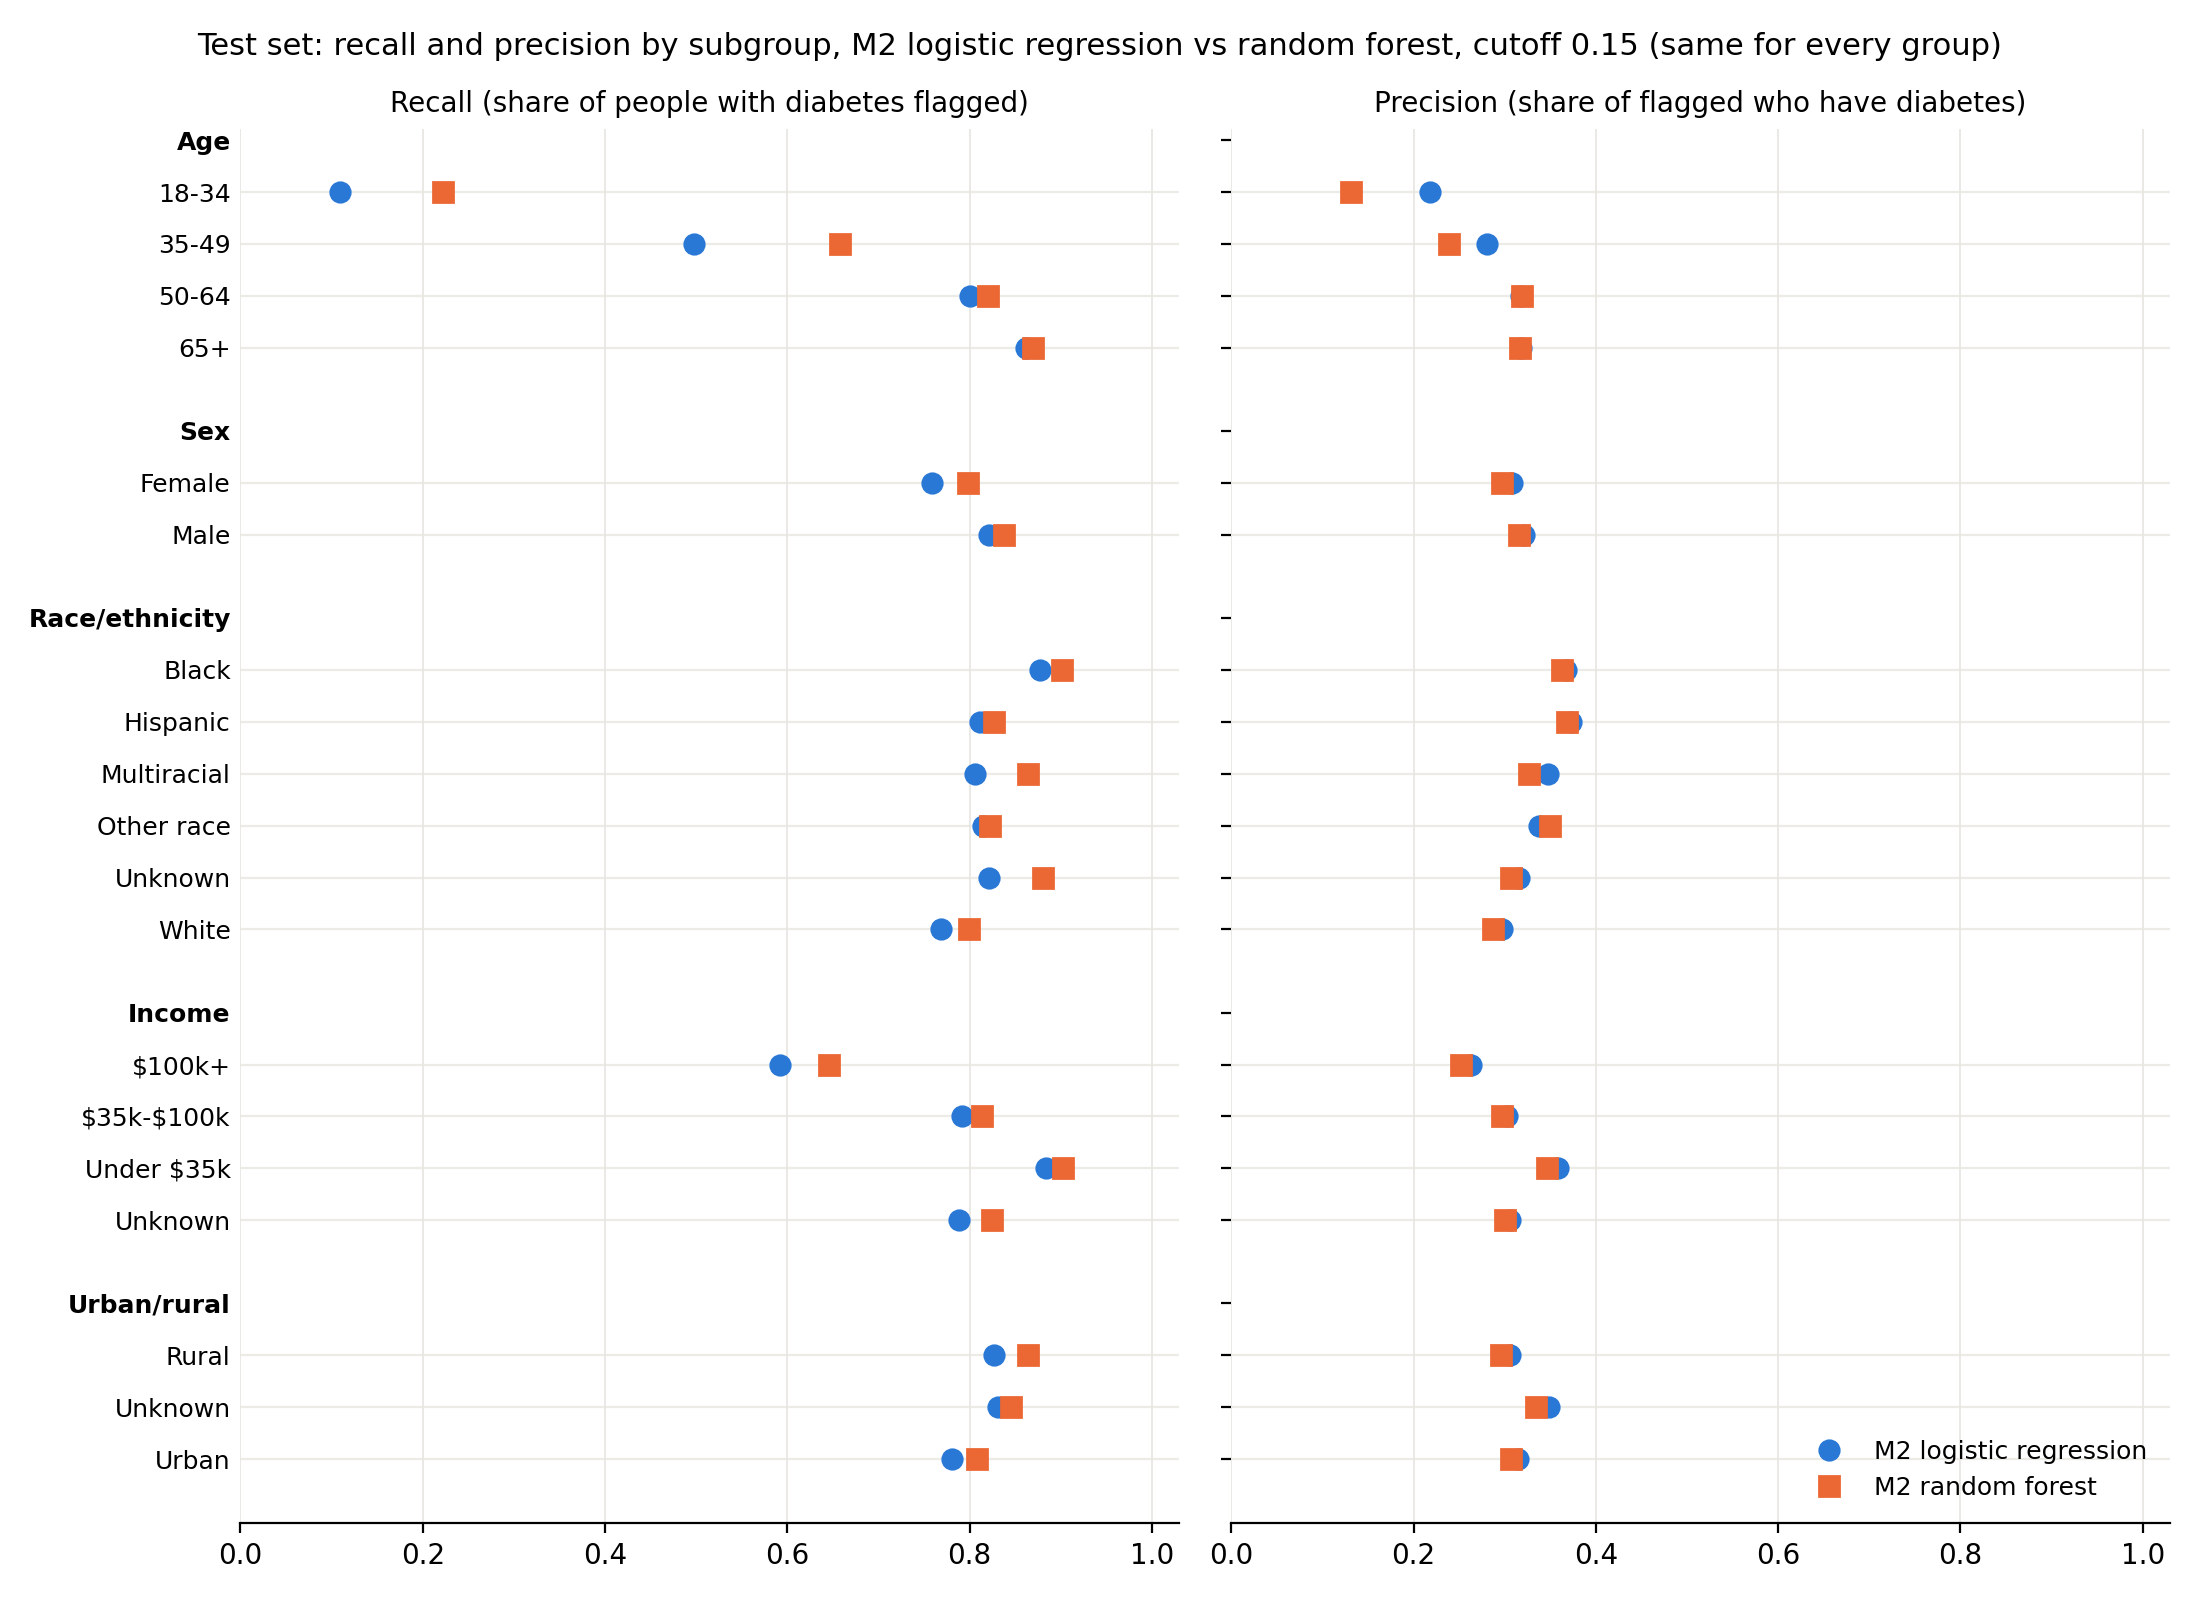 Test set: recall and precision by subgroup, M2 logistic regression vs random forest, cutoff 0.15 (same for every group)
Recall (share of people with diabetes flagged)
Precision (share of flagged who have diabetes)
Age
18-34
35-49
50-64
65+
Sex
Female
Male
Race/ethnicity
Black
Hispanic
Multiracial
Other race
Unknown
White
Income
$100k+
$35k-$100k
Under $35k
Unknown
Urban/rural
Rural
Unknown
Urban
M2 logistic regression
M2 random forest
0.0 0.2 0.4 0.6 0.8 1.0
0.0 0.2 0.4 0.6 0.8 1.0